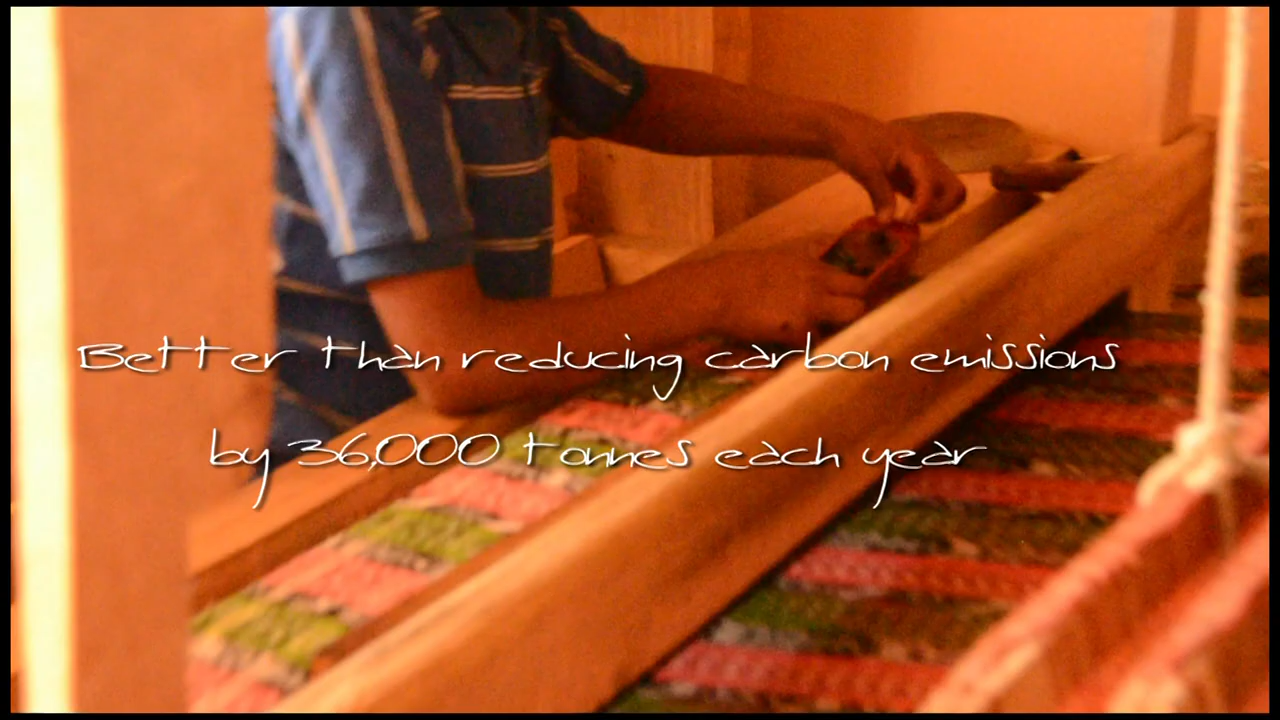 Better than reducing carbon emissions
by 36,000 tonnes each year